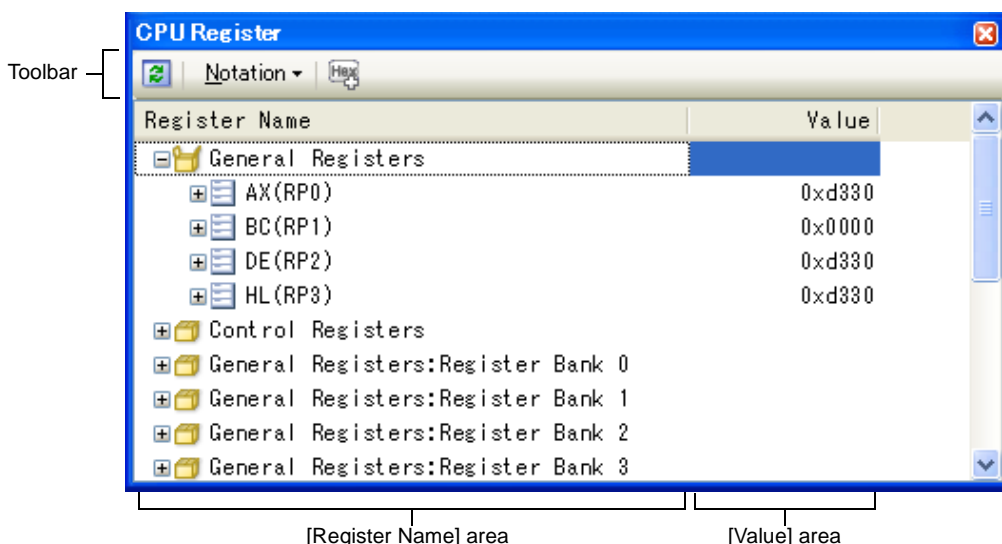 CPU Register
Toolbar
Notation
Hex
Register Name Value
General Registers
AX(RP0) 0xd330
BC(RP1) 0x0000
DE(RP2) 0xd330
HL(RP3) 0xd330
Control Registers
General Registers:Register Bank 0
General Registers:Register Bank 1
General Registers:Register Bank 2
General Registers:Register Bank 3
[Register Name] area [Value] area